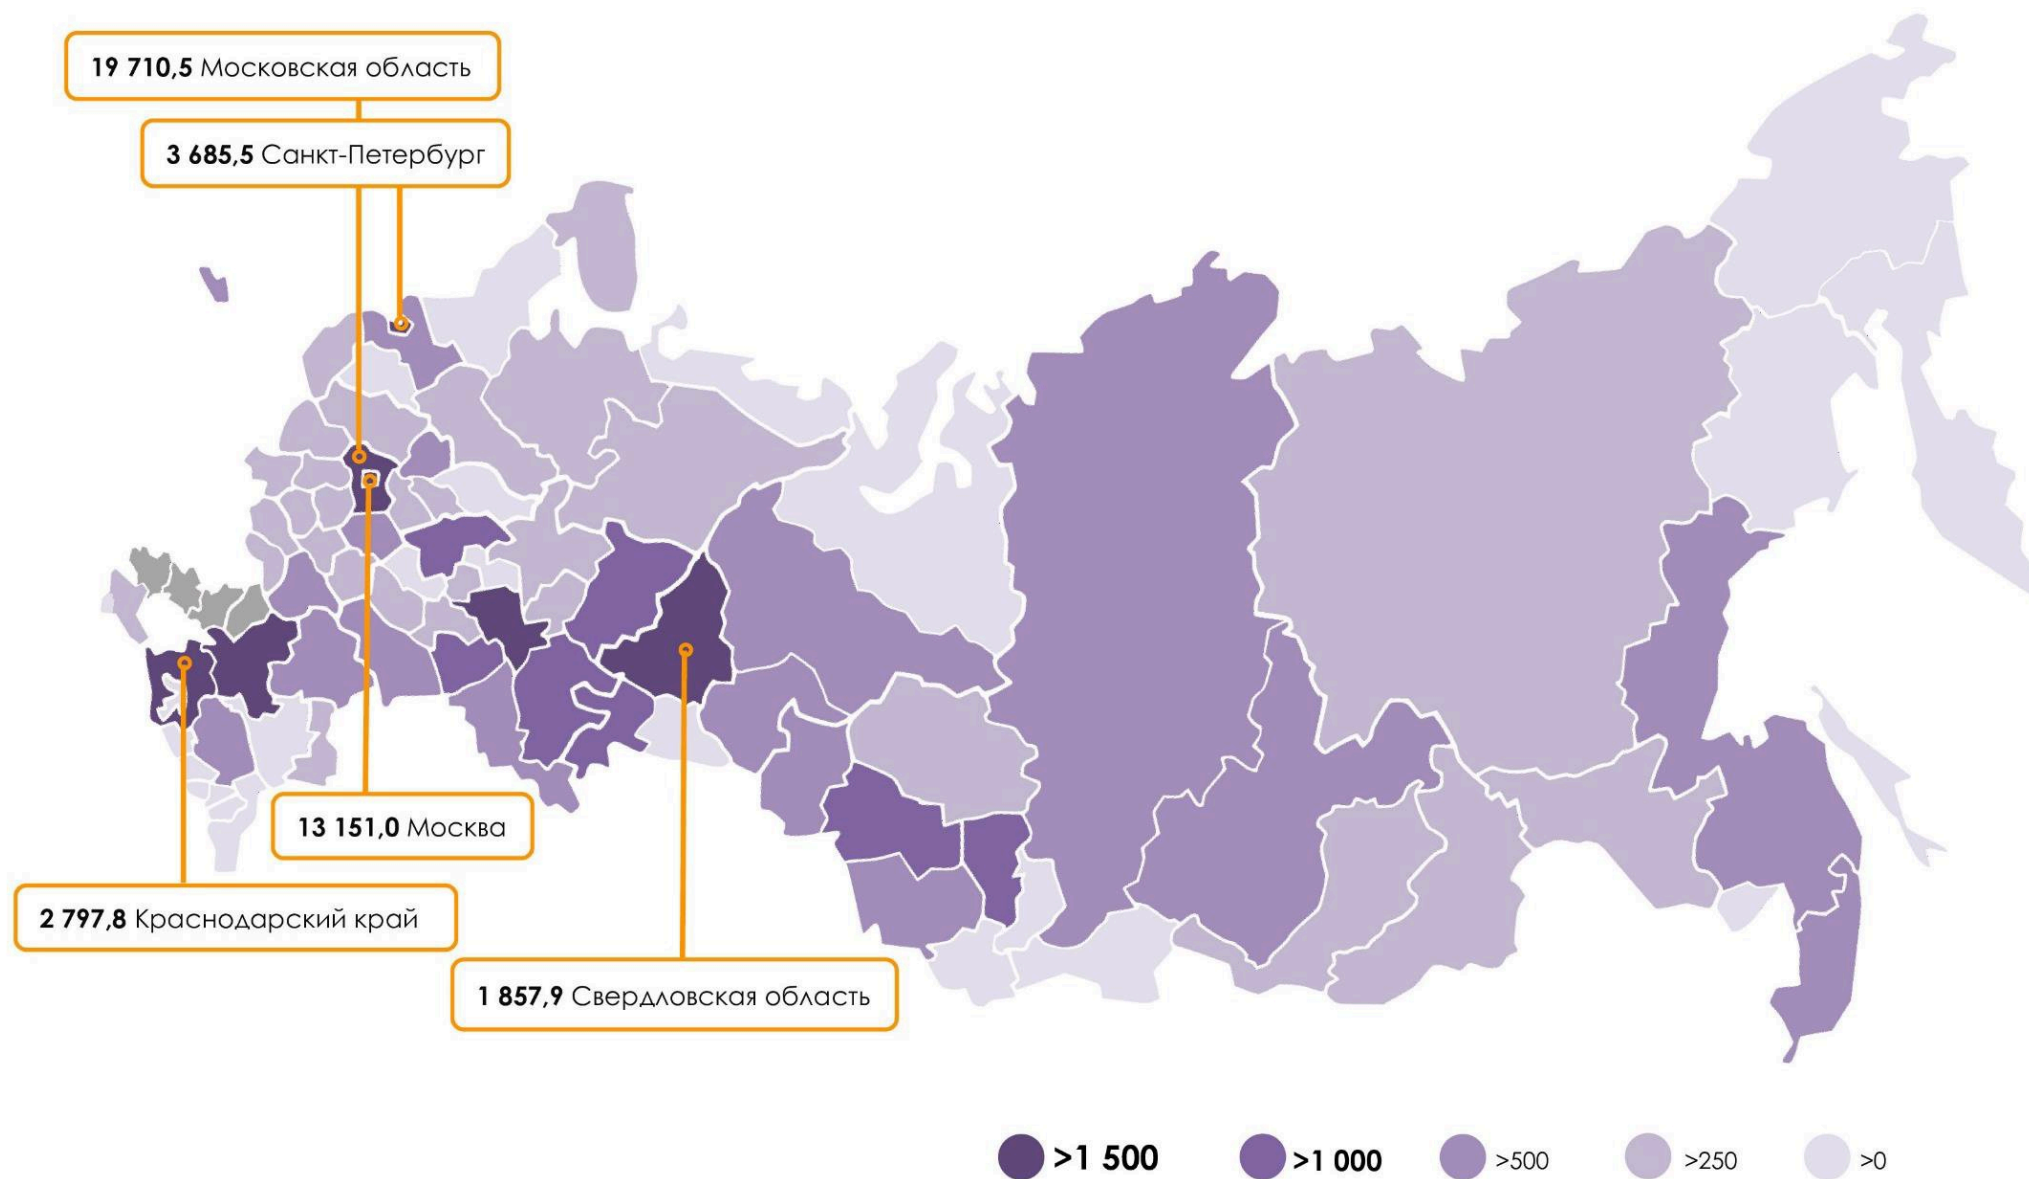 19 710,5 Московская область
3 685,5 Санкт-Петербург
13 151,0 Москва
2 797,8 Краснодарский край
1 857,9 Свердловская область
>1 500
>1 000
>500
>250
>0